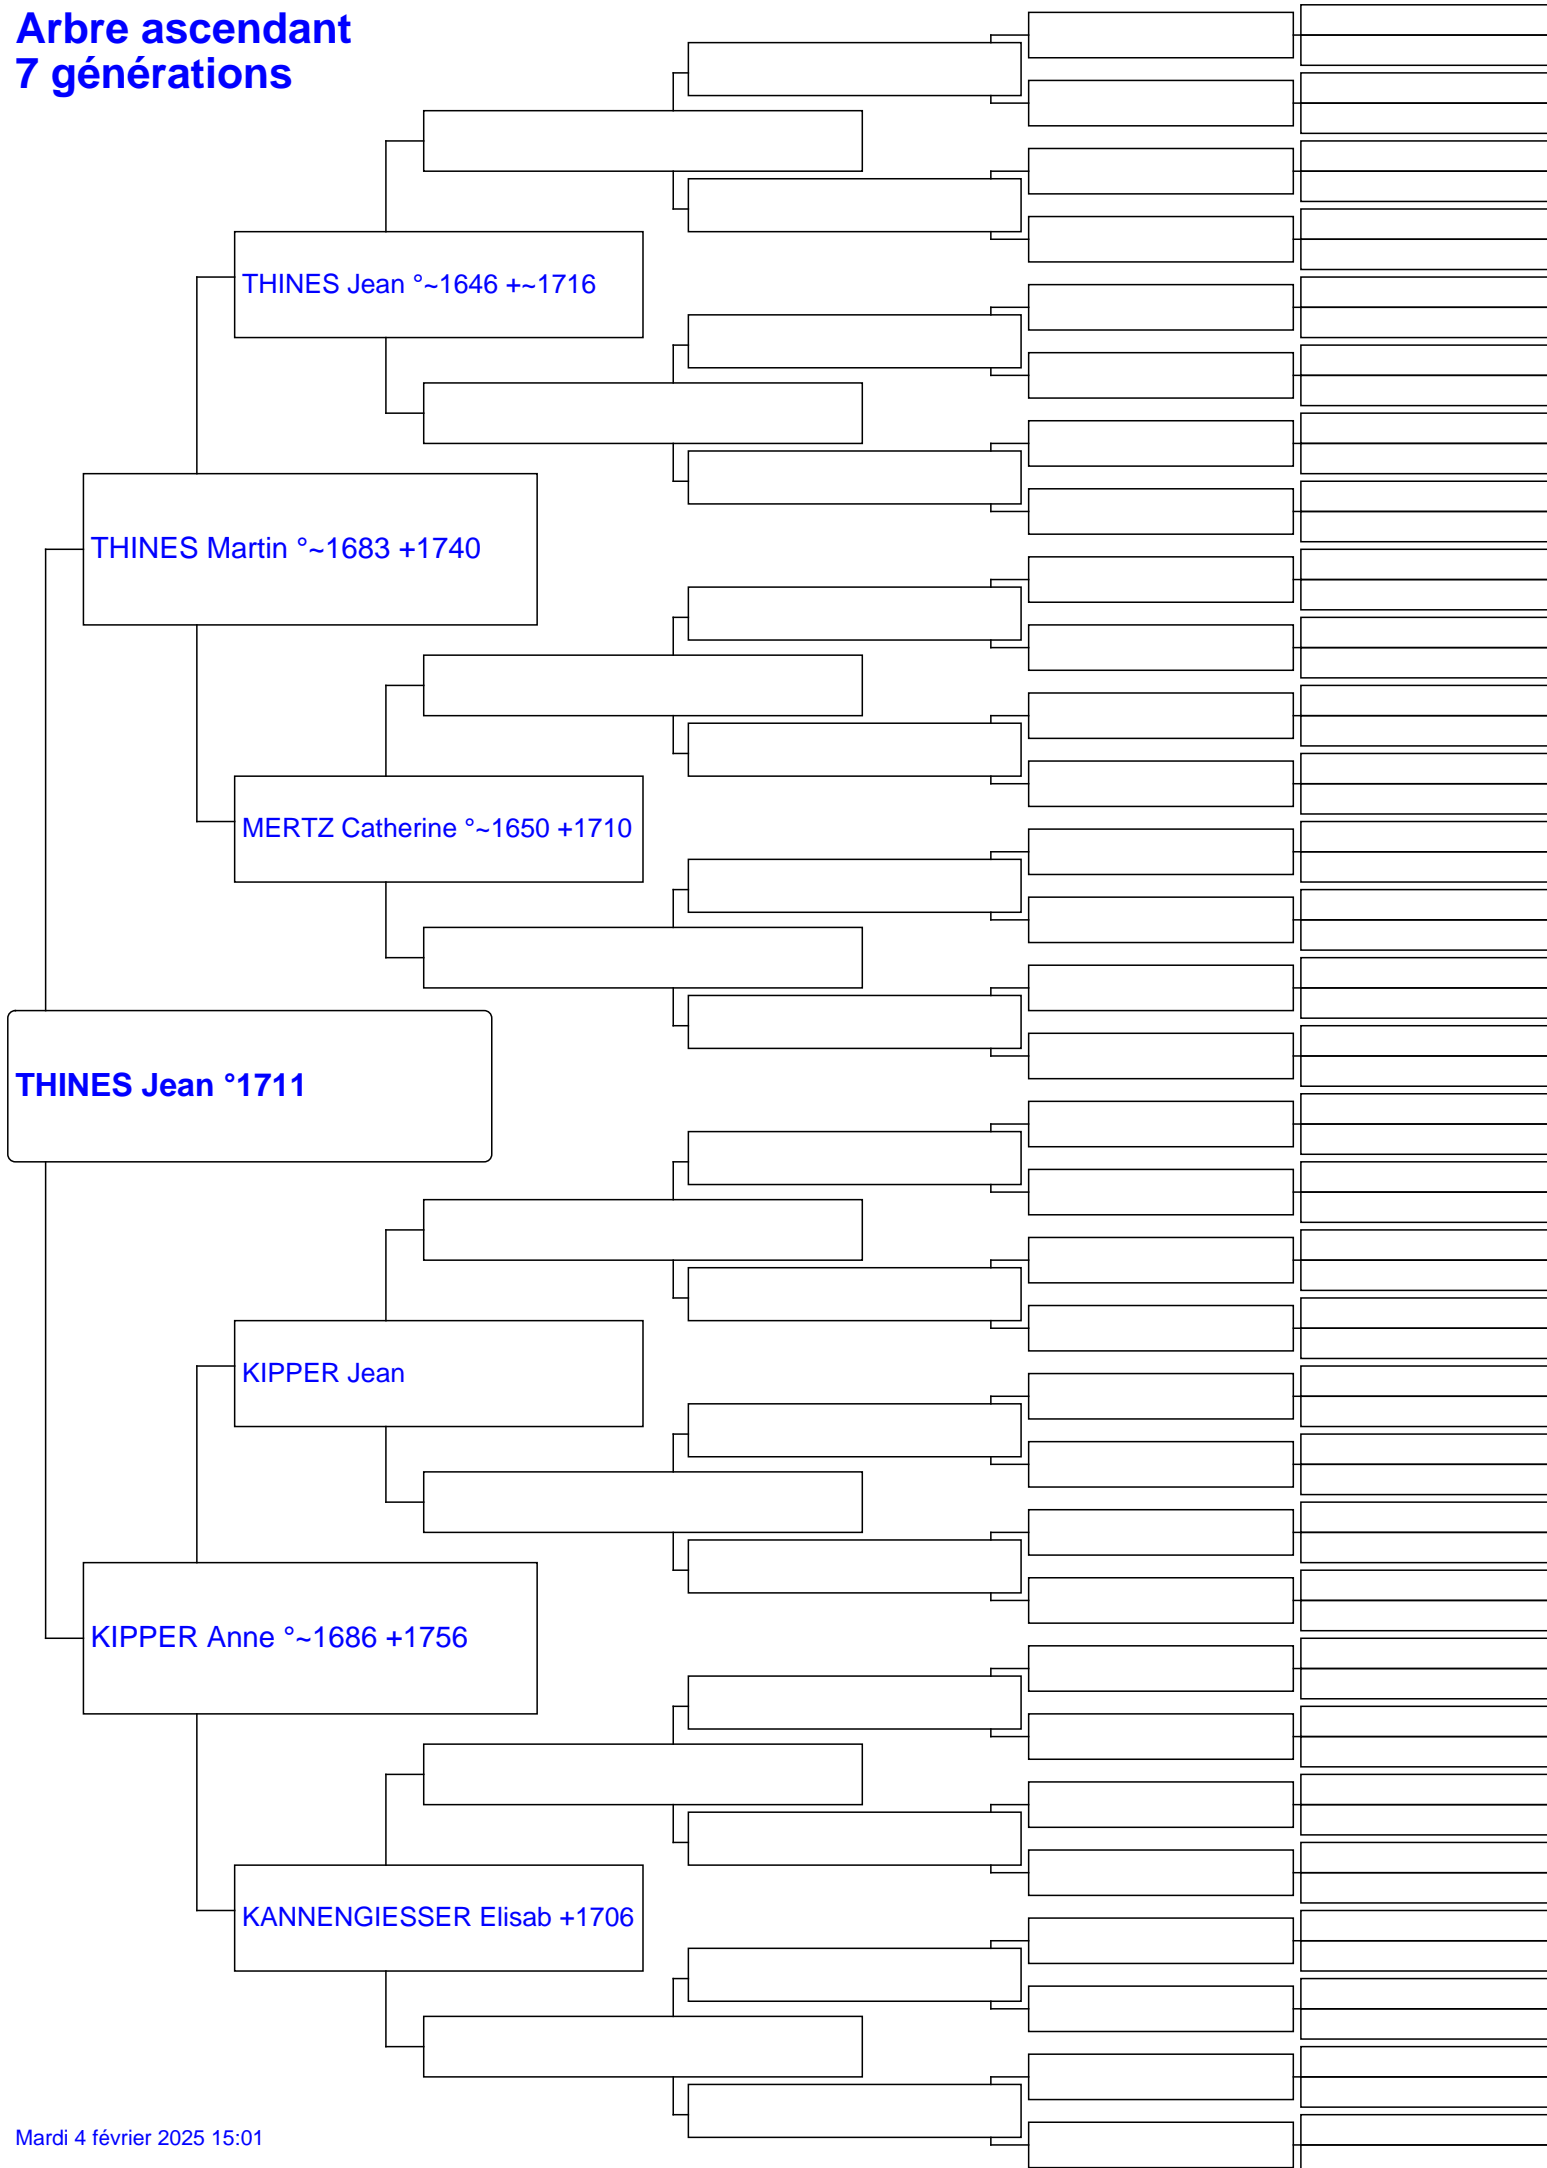 Arbre ascendant
7 générations
THINES Jean °~1646 +~1716
THINES Martin °~1683 +1740
MERTZ Catherine °~1650 +1710
THINES Jean °1711
KIPPER Jean
KIPPER Anne °~1686 +1756
KANNENGIESSER Elisab +1706
Mardi 4 février 2025 15:01